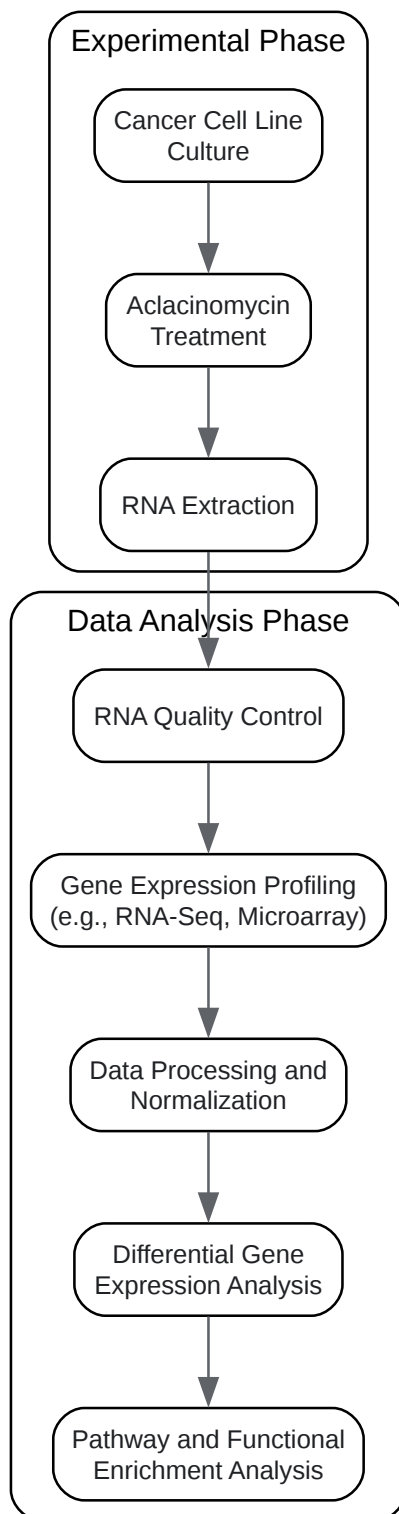 Experimental Phase
Cancer Cell Line
Culture
Aclacinomycin
Treatment
RNA Extraction
Data Analysis Phase
RNA Quality Control
Gene Expression Profiling
(e.g., RNA-Seq, Microarray)
Data Processing and
Normalization
Differential Gene
Expression Analysis
Pathway and Functional
Enrichment Analysis